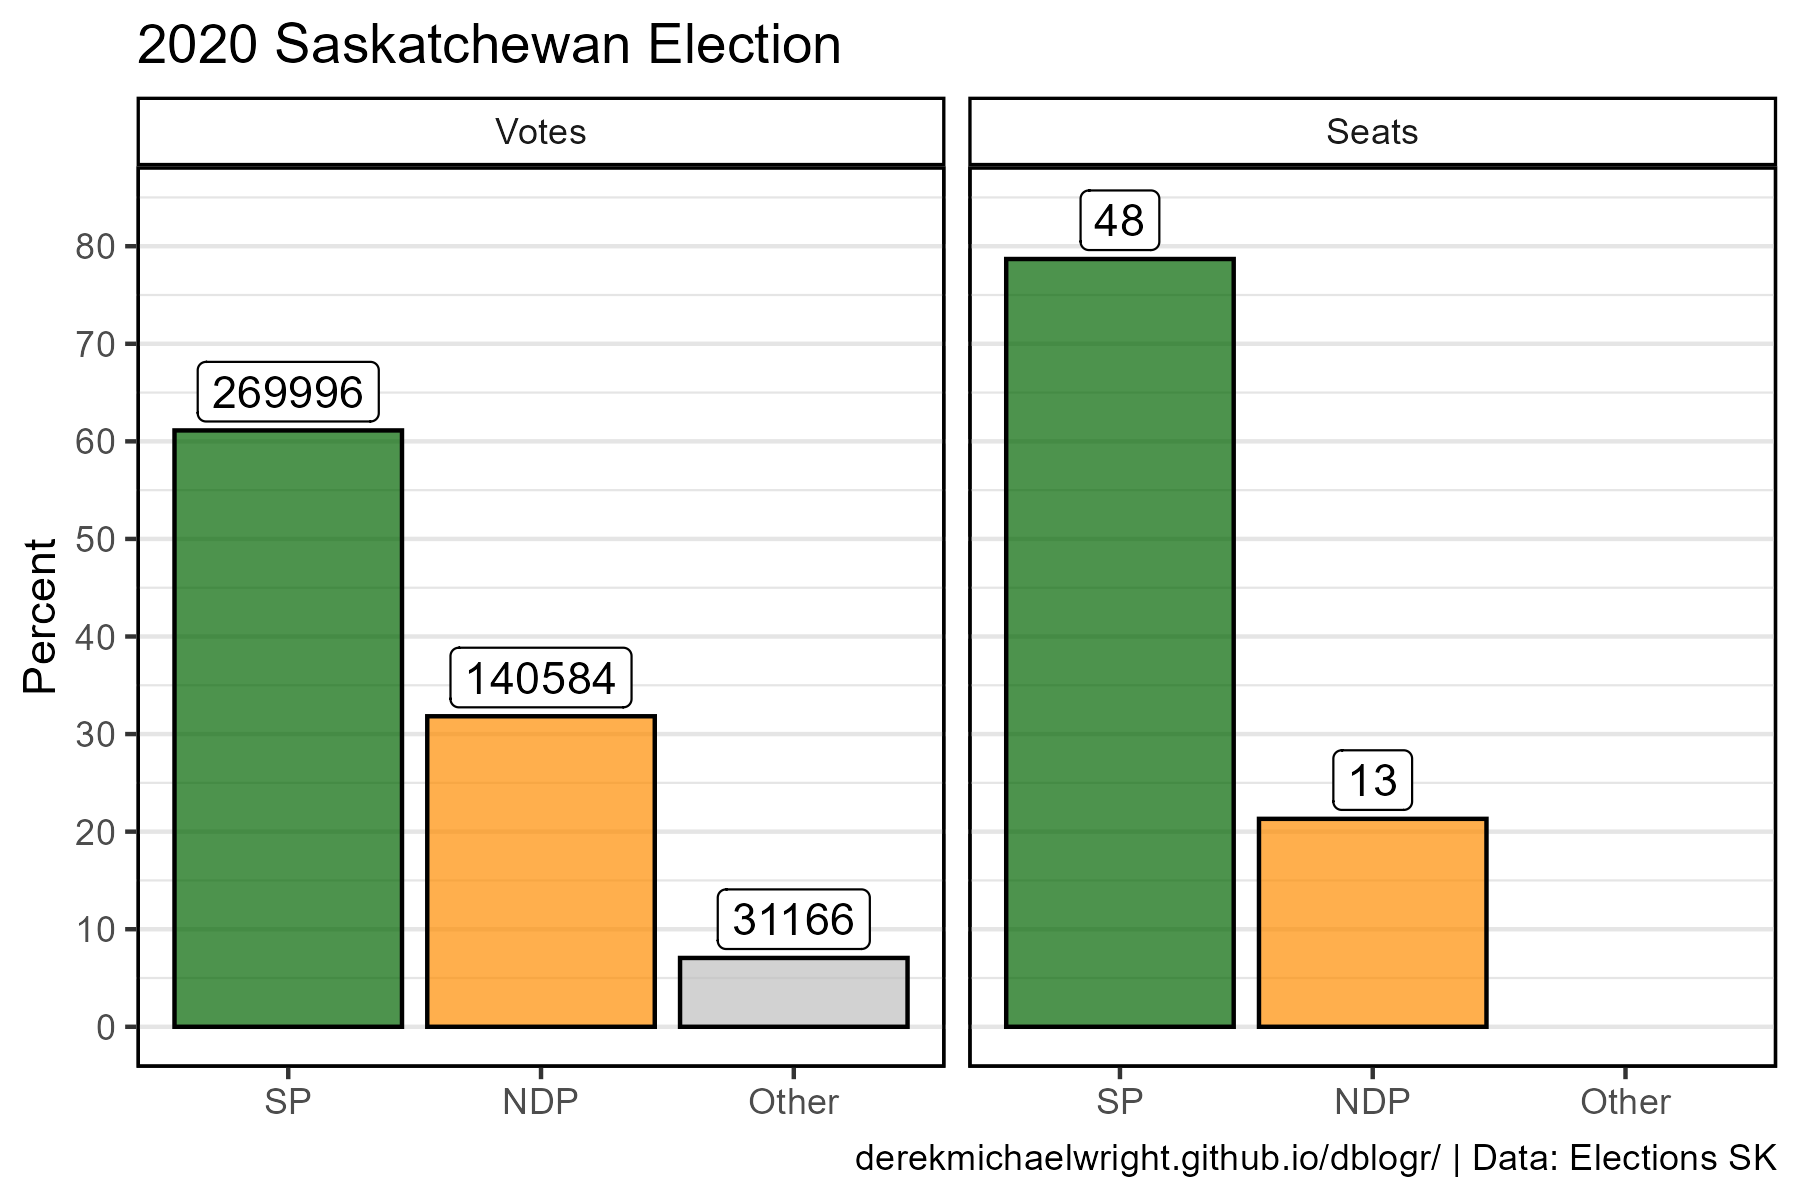 2020 Saskatchewan Election
Votes
Seats
Percent
80
70
60
50
40
30
20
10
0
269996
140584
31166
48
13
SP
NDP
Other
SP
NDP
Other
derekmichaelwright.github.io/dblogr/ | Data: Elections SK